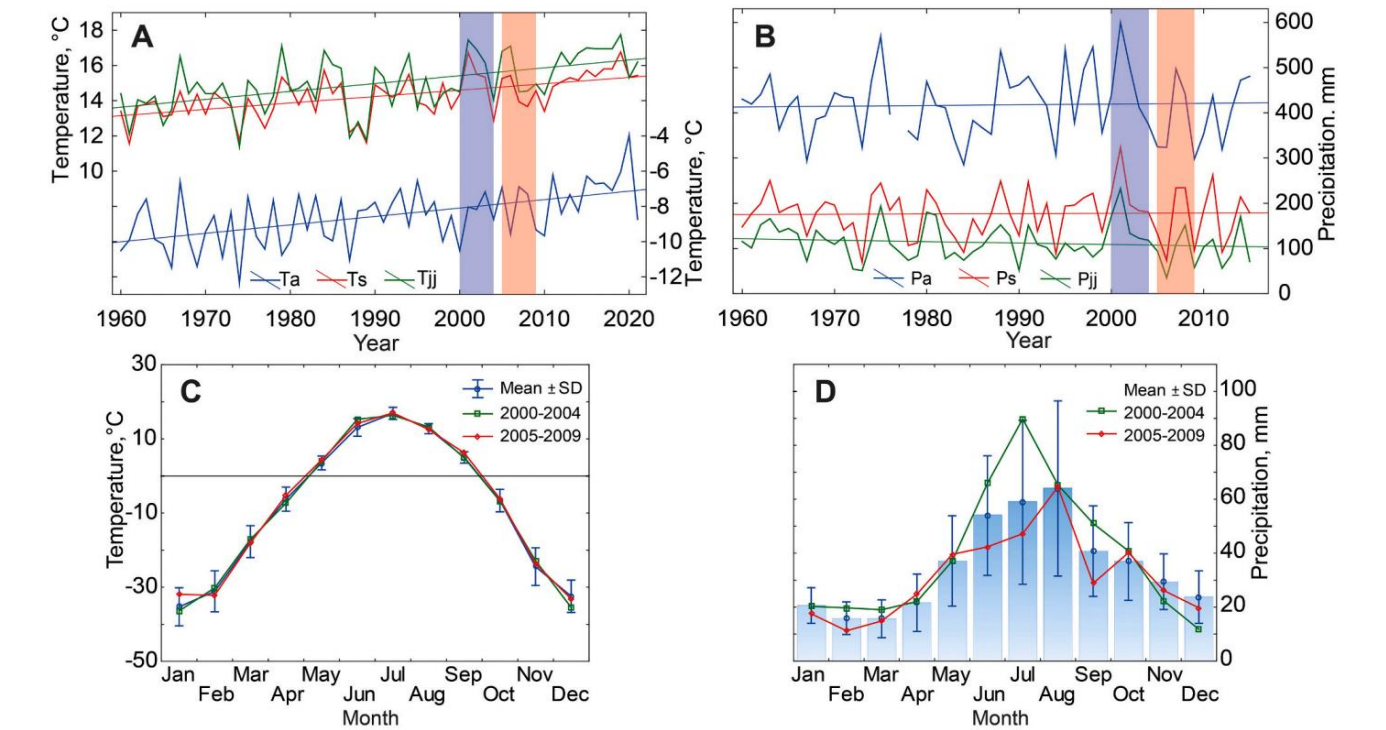 A
Temperature, °C
18
16
14
12
10
-4
-6
-8
-10
-12
Temperature, °C
Ta
Ts
Tjj
1960
1970
1980
1990
2000
2010
2020
Year
B
600
500
400
300
200
100
0
Precipitation. mm
Pa
Ps
Pjj
1960
1970
1980
1990
2000
2010
Year
C
Temperature,°C
30
10
-10
-30
-50
Mean ± SD
2000-2004
2005-2009
Jan
Feb
Mar
Apr
May
Jun
Jul
Aug
Sep
Oct
Nov
Dec
Month
D
Mean ± SD
2000-2004
2005-2009
100
80
60
40
20
0
Precipitation, mm
Jan
Feb
Mar
Apr
May
Jun
Jul
Aug
Sep
Oct
Nov
Dec
Month